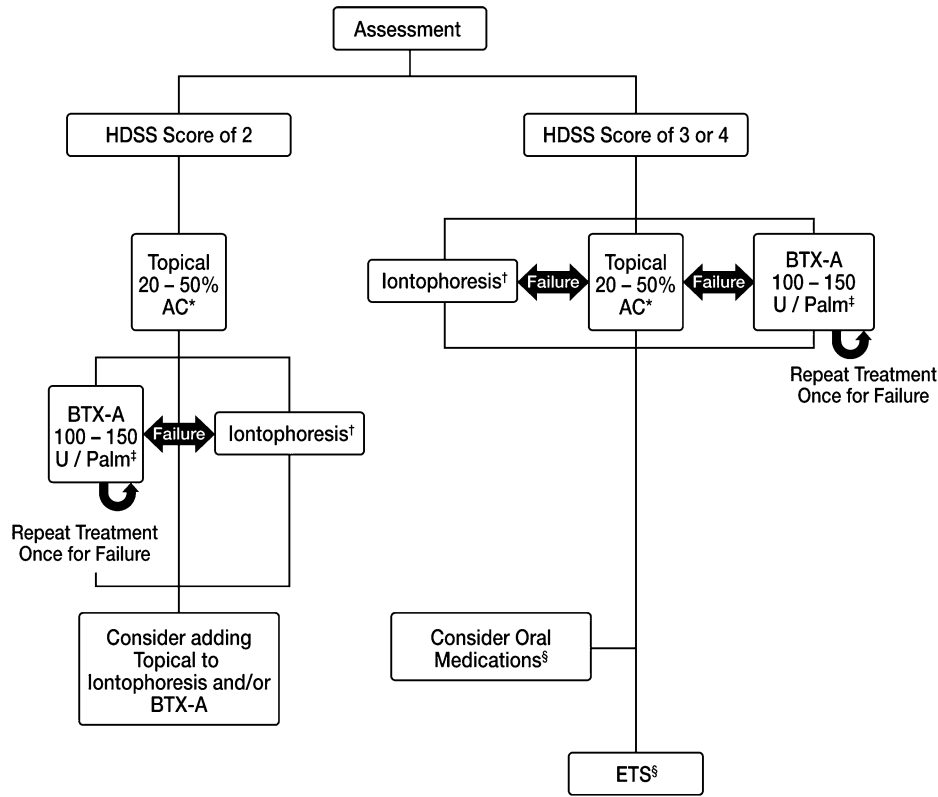 Assessment
HDSS Score of 2
HDSS Score of 3 or 4
Topical
20 – 50%
AC*
Iontophoresis†
Failure
Topical
20 – 50%
AC*
Failure
BTX-A
100 – 150
U / Palm‡
Repeat Treatment
Once for Failure
BTX-A
100 – 150
U / Palm‡
Failure
Iontophoresis†
Repeat Treatment
Once for Failure
Consider adding
Topical to
Iontophoresis and/or
BTX-A
Consider Oral
Medications§
ETS§